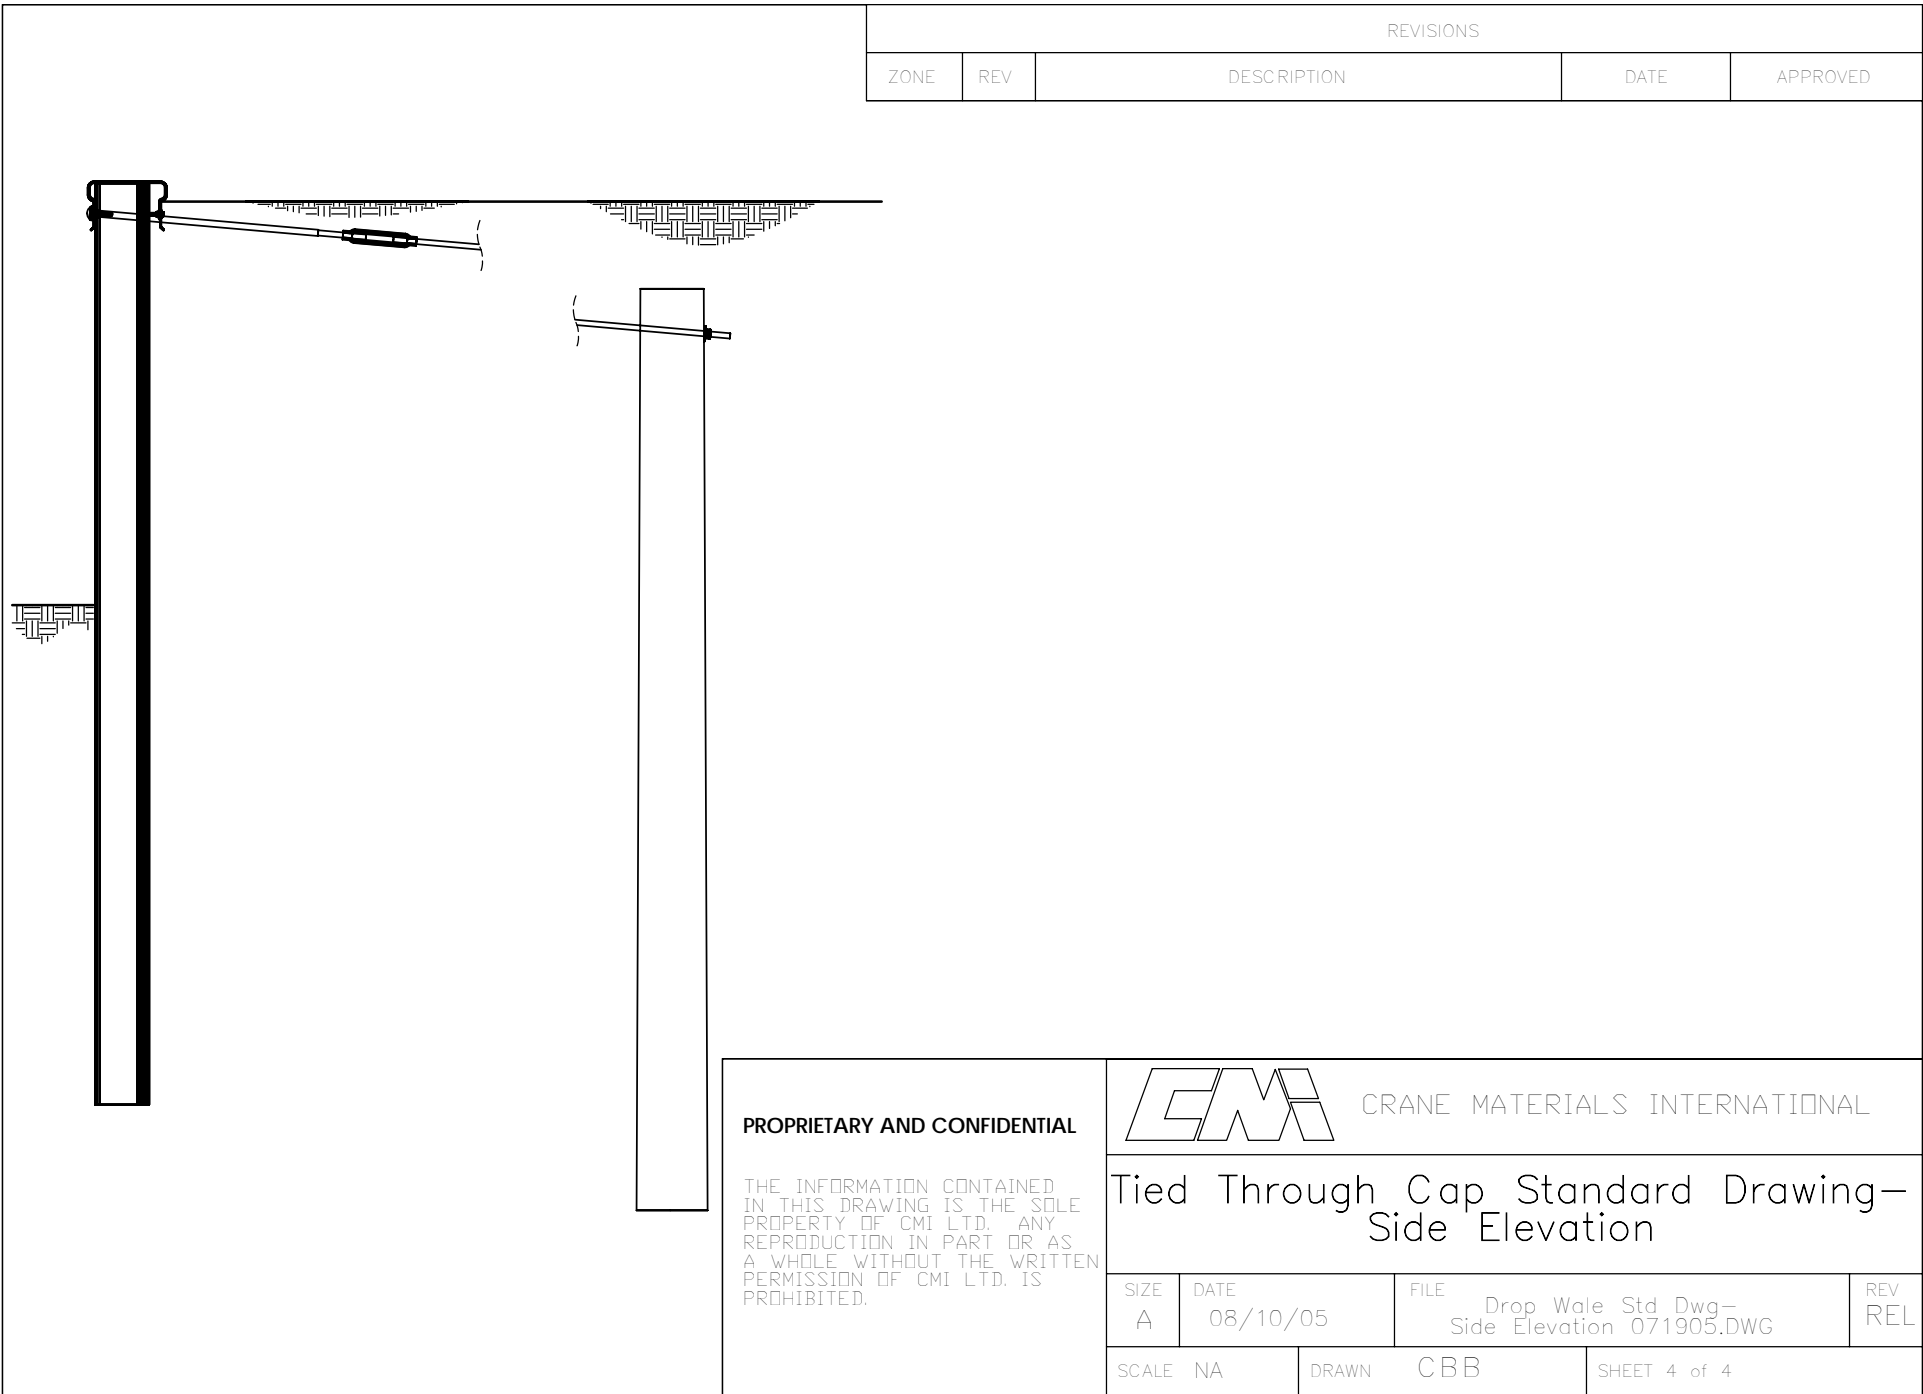 REVISIONS
ZONE REV DESCRIPTION DATE APPROVED
PROPRIETARY AND CONFIDENTIAL
THE INFORMATION CONTAINED
IN THIS DRAWING IS THE SOLE
PROPERTY OF CMI LTD. ANY
REPRODUCTION IN PART OR AS
A WHOLE WITHOUT THE WRITTEN
PERMISSION OF CMI LTD. IS
PROHIBITED.
CMI CRANE MATERIALS INTERNATIONAL
Tied Through Cap Standard Drawing-
Side Elevation
SIZE
A
DATE
08/10/05
FILE
Drop Wale Std Dwg-
Side Elevation 071905.DWG
REV
REL
SCALE NA
DRAWN CBB
SHEET 4 of 4